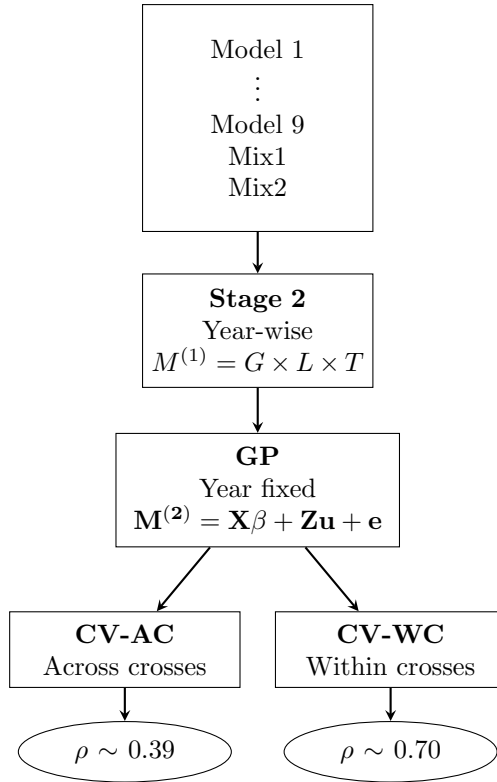 Model 1
⋮
Model 9
Mix1
Mix2
Stage 2
Year-wise
M^(1) = G × L × T
GP
Year fixed
M^(2) = Xβ + Zu + e
CV-AC
Across crosses
CV-WC
Within crosses
ρ ∼ 0.39
ρ ∼ 0.70